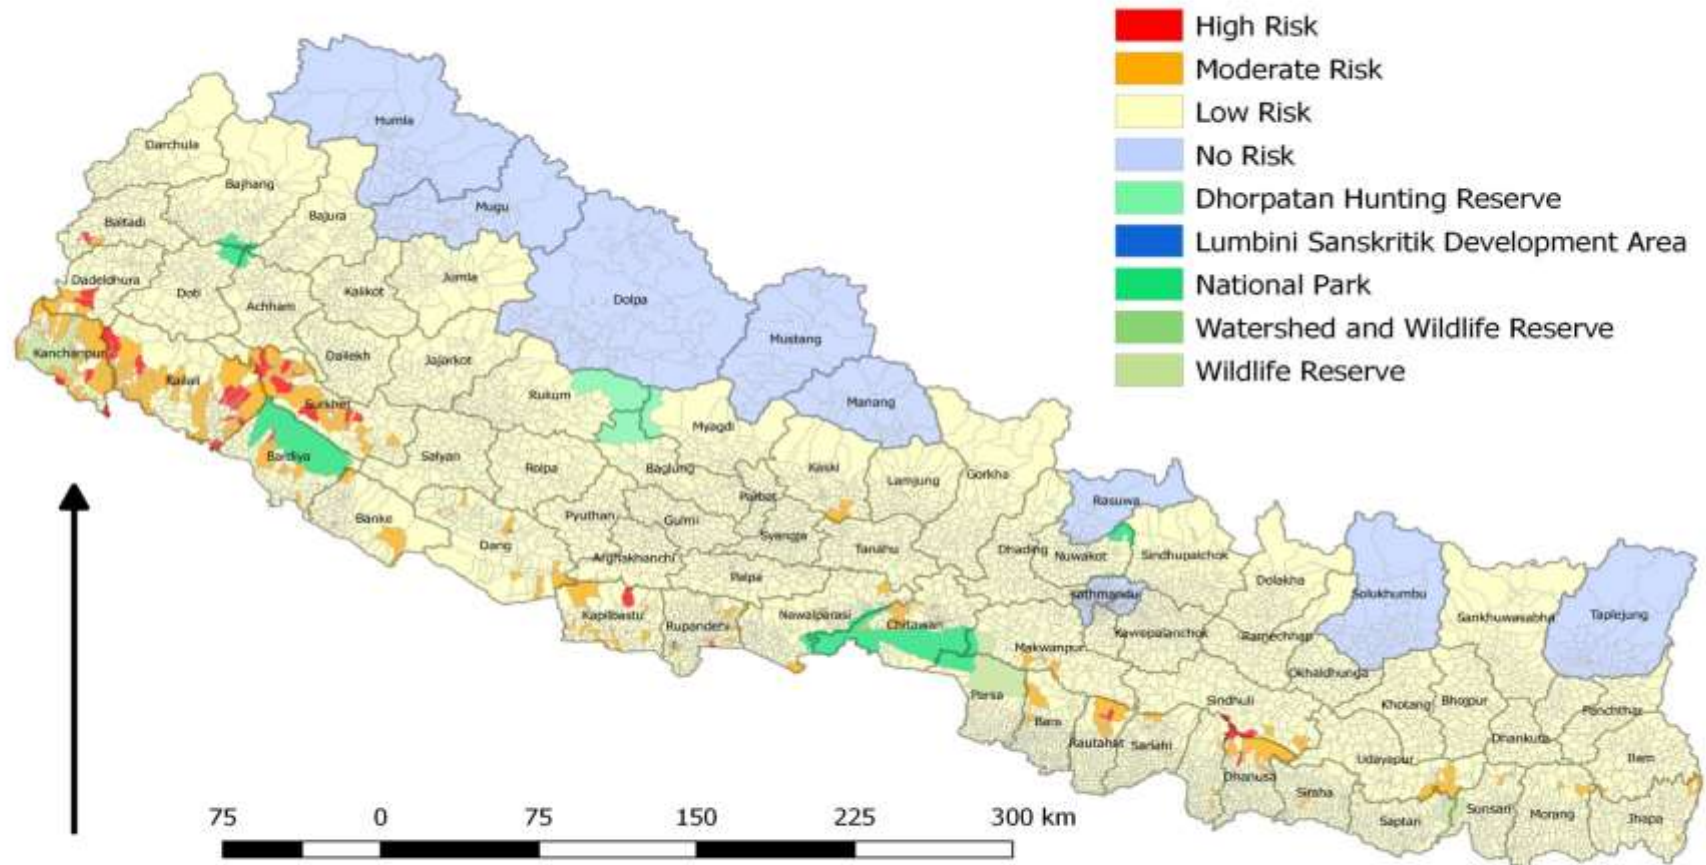 High Risk
Moderate Risk
Low Risk
No Risk
Dhorpatan Hunting Reserve
Lumbini Sanskritik Development Area
National Park
Watershed and Wildlife Reserve
Wildlife Reserve
Humla
Darchula
Bajhang
Mugu
Bajura
Baitadi
Jumla
Dadeldhura
Doti
Kalikot
Achham
Dolpa
Mustang
Kanchanpur
Dailekh
Jajarkot
Kailali
Rukum
Surkhet
Manang
Myagdi
Bardiya
Salyan
Rolpa
Baglung
Kaski
Lamjung
Gorkha
Parbat
Rasuwa
Banke
Pyuthan
Gulmi
Syangja
Dang
Arghakhanchi
Tanahu
Dhading
Nuwakot
Sindhupalchok
Palpa
Dolakha
Kapilbastu
Nawalparasi
Rupandehi
Chitawan
Solukhumbu
Sankhuwasabha
Taplejung
Kavepalanchok
Ramechhap
Makwanpur
Okhaldhunga
Parsa
Sindhuli
Khotang
Bhojpur
Panchthar
Bara
Rautahat
Sarlahi
Dhankuta
Udayapur
Ilam
Dhanusa
Siraha
Saptari
Sunsari
Morang
Jhapa
75 0 75 150 225 300 km